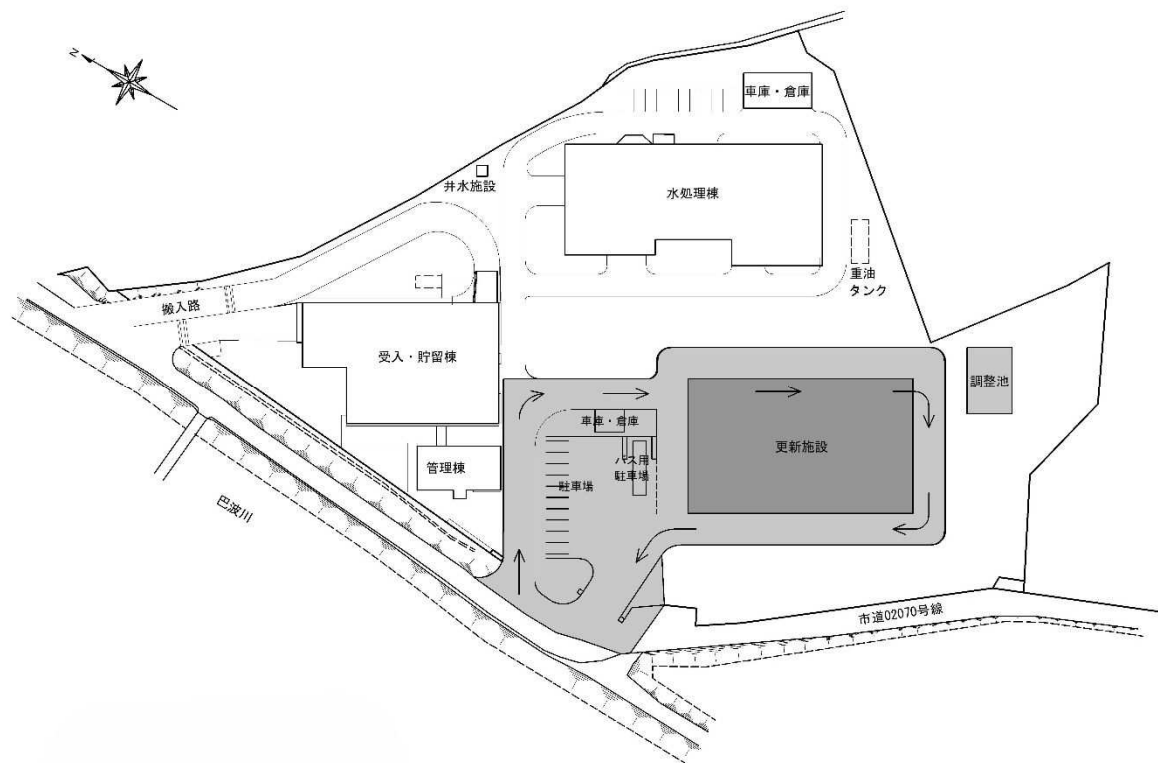 N
車庫・倉庫
井水施設
水処理棟
重油
タンク
搬入路
受入・貯留棟
調整池
車庫・倉庫
更新施設
バス用
駐車場
管理棟
駐車場
巴波川
市道02070号線